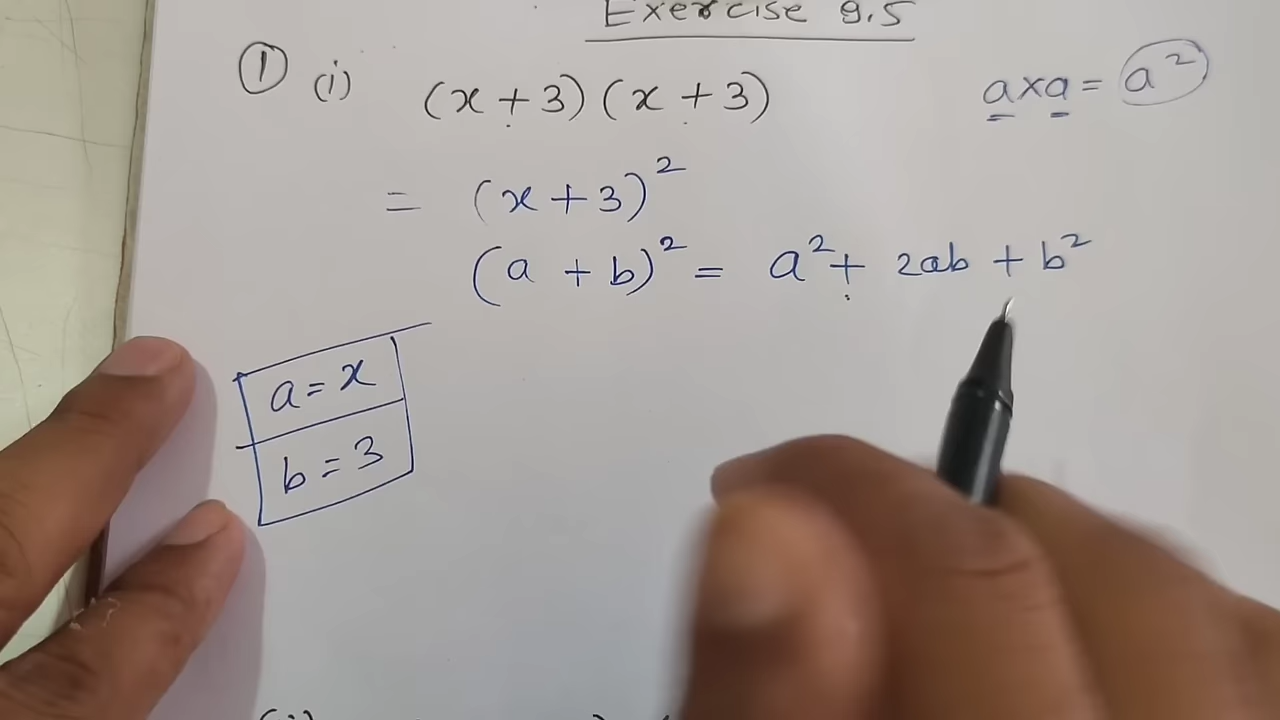 Exercise 9.5
① (i) (x + 3) (x + 3)
a × a = a²
= (x + 3)²
(a + b)² = a² + 2ab + b²
a = x
b = 3